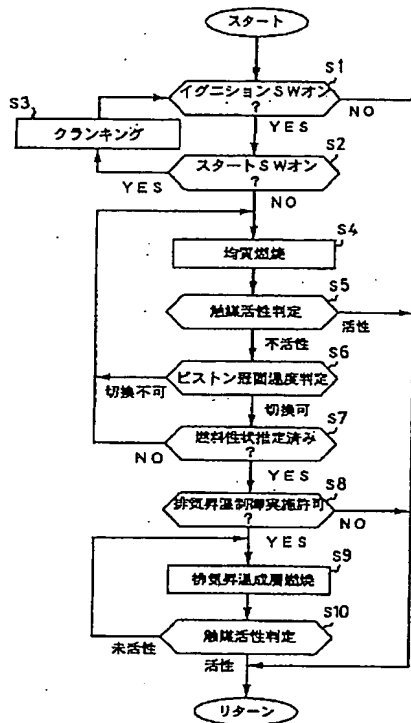 スタート
S1
イグニションSWオン
?
NO
YES
S3
クランキング
S2
スタートSWオン
?
YES
NO
S4
均質燃焼
S5
触媒活性判定
活性
不活性
S6
ピストン冠面温度判定
切換不可
切換可
S7
燃料性状推定済み
?
NO
YES
S8
排気昇温制御実施許可
?
NO
YES
S9
排気昇温成層燃焼
S10
触媒活性判定
未活性
活性
リターン